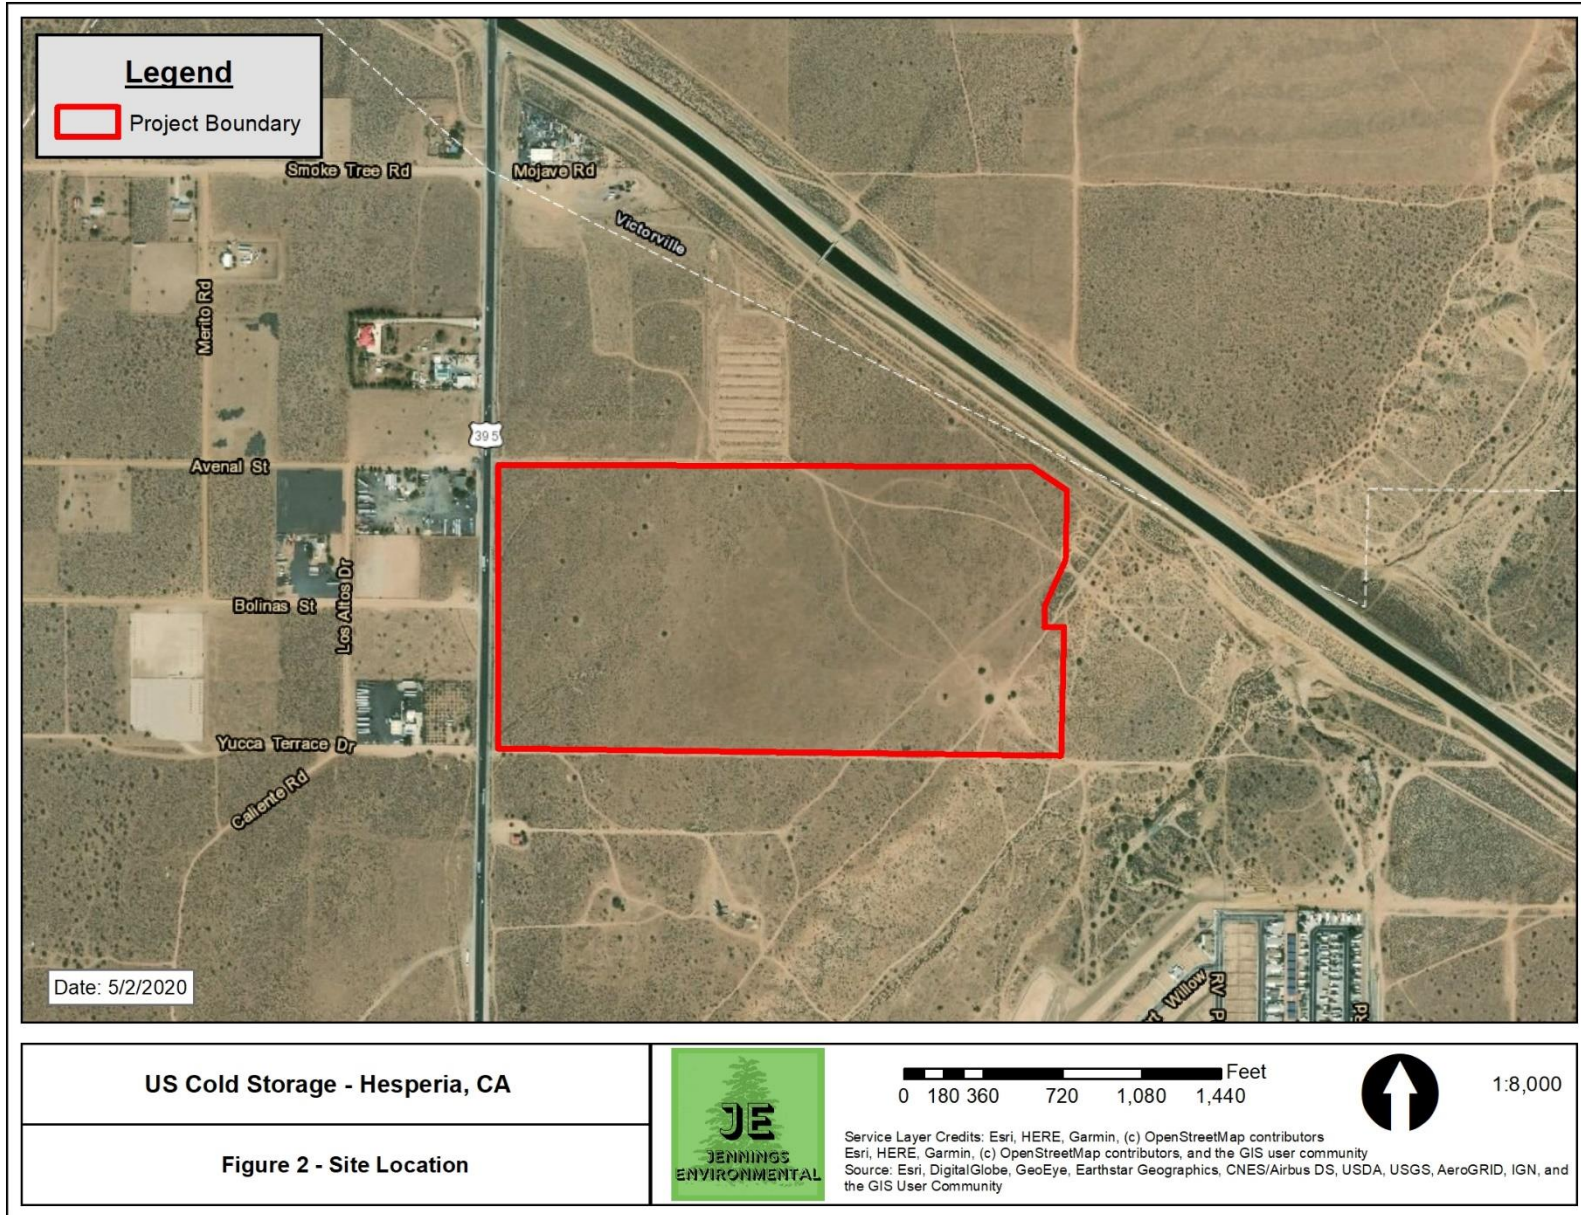 Legend
Project Boundary
Smoke Tree Rd
Mojave Rd
Victorville
Merito Rd
395
Avenal St
Los Altos Dr
Bolinas St
Yucca Terrace Dr
Caliente Rd
Willow
RV P
Rd
Date: 5/2/2020
US Cold Storage - Hesperia, CA
Figure 2 - Site Location
JE
JENNINGS
ENVIRONMENTAL
Feet
0 180 360 720 1,080 1,440
1:8,000
Service Layer Credits: Esri, HERE, Garmin, (c) OpenStreetMap contributors
Esri, HERE, Garmin, (c) OpenStreetMap contributors, and the GIS user community
Source: Esri, DigitalGlobe, GeoEye, Earthstar Geographics, CNES/Airbus DS, USDA, USGS, AeroGRID, IGN, and
the GIS User Community